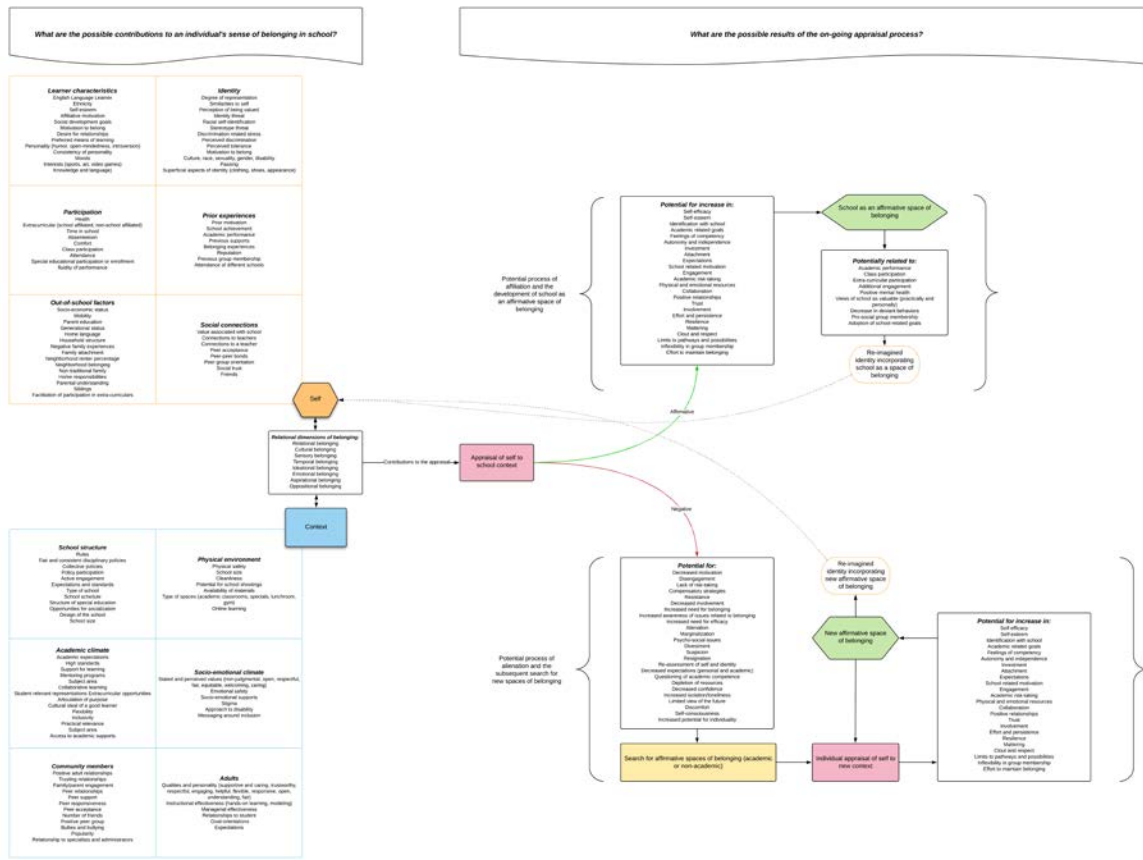 What are the possible contributions to an individual's sense of belonging in school?
What are the possible results of the on-going appraisal process?
Learner characteristics
English Language Learner
Ethnicity
Self-esteem
Affiliative motivation
Social development goals
Motivation to belong
Desire for relationships
Preferred means of learning
Personality (humor, open-mindedness, introversion)
Consistency of personality
Moods
Interests (sports, art, video games)
Knowledge and language)
Identity
Degree of representation
Similarities to self
Perception of being valued
Identity threat
Racial self-identification
Stereotype threat
Discrimination related stress
Perceived discrimination
Perceived tolerance
Motivation to belong
Culture, race, sexuality, gender, disability
Passing
Superficial aspects of identity (clothing, shoes, appearance)
Participation
Health
Extracurricular (school affiliated, non-school affiliated)
Time in school
Absenteeism
Comfort
Class participation
Attendance
Special educational participation or enrollment
fluidity of performance
Prior experiences
Prior motivation
School achievement
Academic performance
Previous supports
Belonging experiences
Reputation
Previous group membership
Attendance of different schools
Out-of-school factors
Socio-economic status
Mobility
Parent education
Generational status
Home language
Household structure
Negative family experiences
Family attachment
Neighborhood renter percentage
Neighborhood belonging
Non-traditional family
Home responsibilities
Parental understanding
Siblings
Facilitation of participation in extra-curriculars
Social connections
Value associated with school
Connections to teachers
Connections to a teacher
Peer acceptance
Peer-peer bonds
Peer group orientation
Social trust
Friends
Self
Relational dimensions of belonging:
Relational belonging
Cultural belonging
Sensory belonging
Temporal belonging
Ideational belonging
Emotional belonging
Aspirational belonging
Oppositional belonging
Contributions to the appraisal
Appraisal of self to
school context
Context
School structure
Rules
Fair and consistent disciplinary policies
Collective policies
Policy participation
Active engagement
Expectations and standards
Type of school
School schedule
Structure of special education
Opportunities for socialization
Design of the school
School size
Physical environment
Physical safety
School size
Cleanliness
Potential for school shootings
Availability of materials
Type of spaces (academic classrooms, specials, lunchroom,
gym)
Online learning
Academic climate
Academic expectations
High standards
Support for learning
Mentoring programs
Subject area
Collaborative learning
Student-relevant representations Extracurricular opportunities
Articulation of purpose
Cultural ideal of a good learner
Flexibility
Inclusivity
Practical relevance
Subject area
Access to academic supports
Socio-emotional climate
Stated and perceived values (non-judgmental, open, respectful,
fair, equitable, welcoming, caring)
Emotional safety
Socio-emotional supports
Stigma
Approach to disability
Messaging around inclusion
Community members
Positive adult relationships
Trusting relationships
Family/parent engagement
Peer relationships
Peer support
Peer responsiveness
Peer acceptance
Number of friends
Positive peer group
Bullies and bullying
Popularity
Relationship to specialists and administrators
Adults
Qualities and personality (supportive and caring, trustworthy,
respectful, engaging, helpful, flexible, responsive, open,
understanding, fair)
Instructional effectiveness (hands-on learning, modeling)
Managerial effectiveness
Relationships to student
Goal orientations
Expectations
Potential process of
affiliation and the
development of school as
an affirmative space of
belonging
Potential for increase in:
Self-efficacy
Self-esteem
Identification with school
Academic related goals
Feelings of competency
Autonomy and independence
Investment
Attachment
Expectations
School related motivation
Engagement
Academic risk-taking
Physical and emotional resources
Collaboration
Positive relationships
Trust
Involvement
Effort and persistence
Resilience
Mattering
Clout and respect
Limits to pathways and possibilities
Inflexibility in group membership
Effort to maintain belonging
School as an affirmative space of
belonging
Potentially related to:
Academic performance
Class participation
Extra-curricular participation
Additional engagement
Positive mental health
Views of school as valuable (practically and
personally)
Decrease in deviant behaviors
Pro-social group membership
Adoption of school related goals
Re-imagined
identity incorporating
school as a space of
belonging
Affirmative
Negative
Potential process of
alienation and the
subsequent search for
new spaces of belonging
Potential for:
Decreased motivation
Disengagement
Lack of risk-taking
Compensatory strategies
Resistance
Decreased involvement
Increased need for belonging
Increased awareness of issues related to belonging
Increased need for efficacy
Alienation
Marginalization
Psycho-social issues
Divestment
Suspicion
Resignation
Re-assessment of self and identity
Decreased expectations (personal and academic)
Questioning of academic competence
Depletion of resources
Decreased confidence
Increased isolation/loneliness
Limited view of the future
Discomfort
Self-consciousness
Increased potential for individuality
Search for affirmative spaces of belonging (academic
or non-academic)
Individual appraisal of self to
new context
Re-imagined
identity incorporating
new affirmative space
of belonging
New affirmative space
of belonging
Potential for increase in:
Self-efficacy
Self-esteem
Identification with school
Academic related goals
Feelings of competency
Autonomy and independence
Investment
Attachment
Expectations
School related motivation
Engagement
Academic risk-taking
Physical and emotional resources
Collaboration
Positive relationships
Trust
Involvement
Effort and persistence
Resilience
Mattering
Clout and respect
Limits to pathways and possibilities
Inflexibility in group membership
Effort to maintain belonging